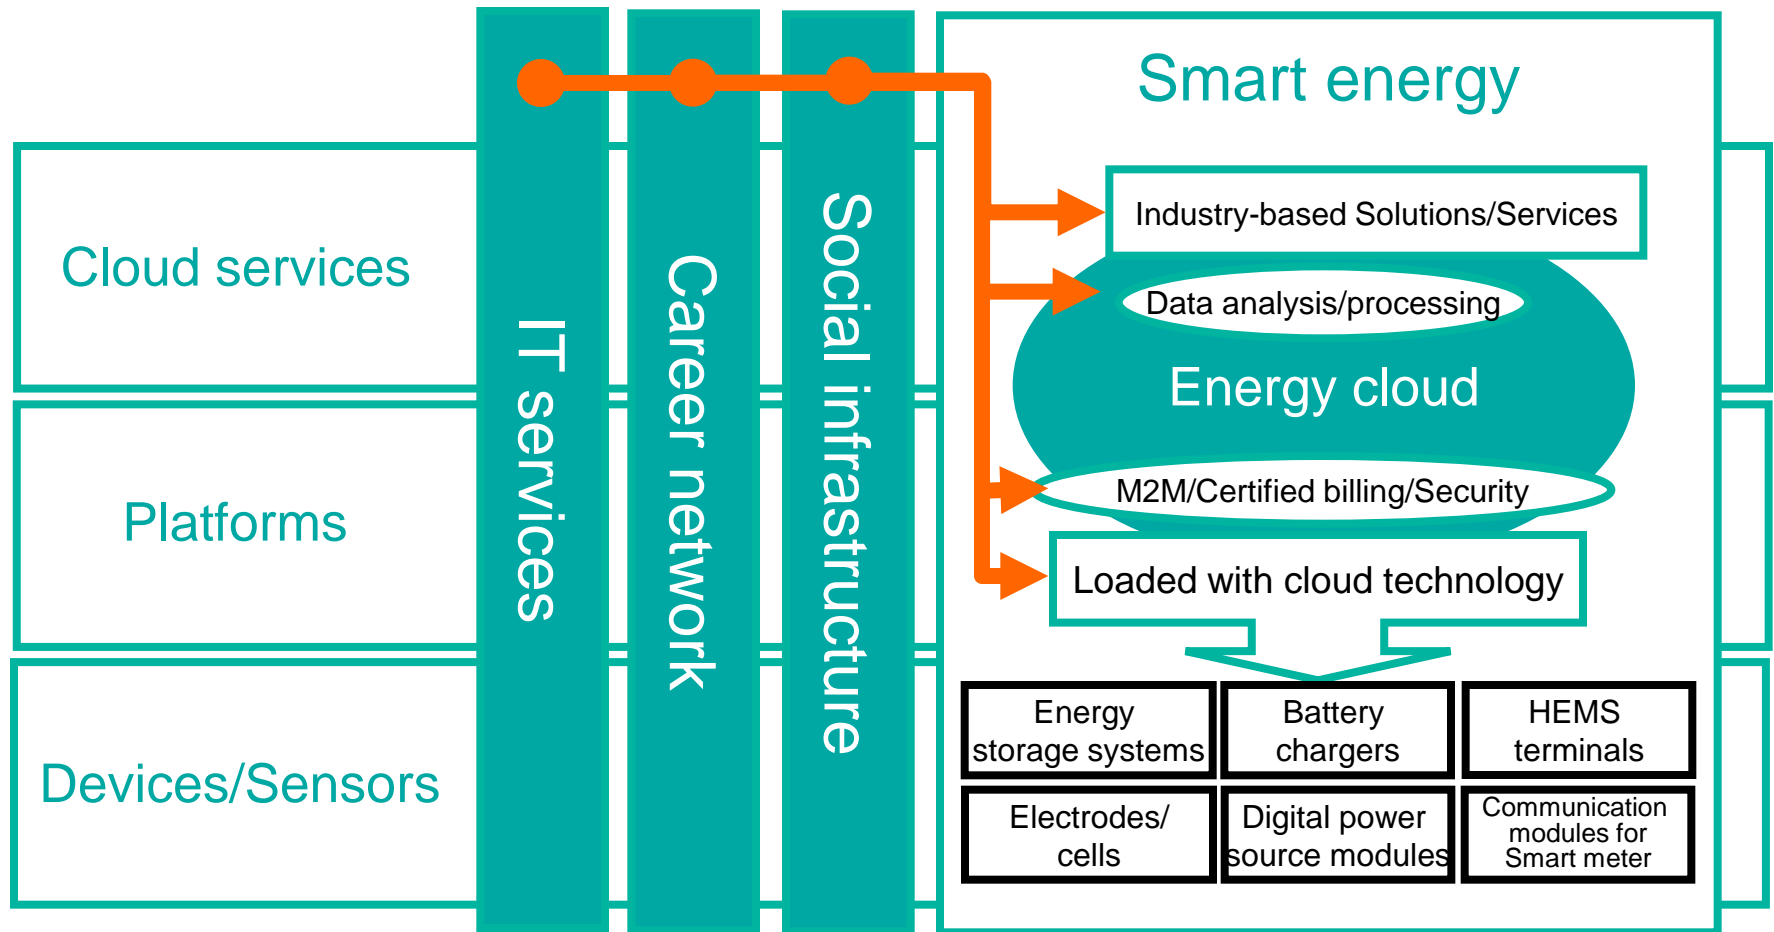 Smart energy
Cloud services
Platforms
Devices/Sensors
IT services
Career network
Social infrastructure
Industry-based Solutions/Services
Data analysis/processing
Energy cloud
M2M/Certified billing/Security
Loaded with cloud technology
Energy
storage systems
Battery
chargers
HEMS
terminals
Electrodes/
cells
Digital power
source modules
Communication
modules for
Smart meter